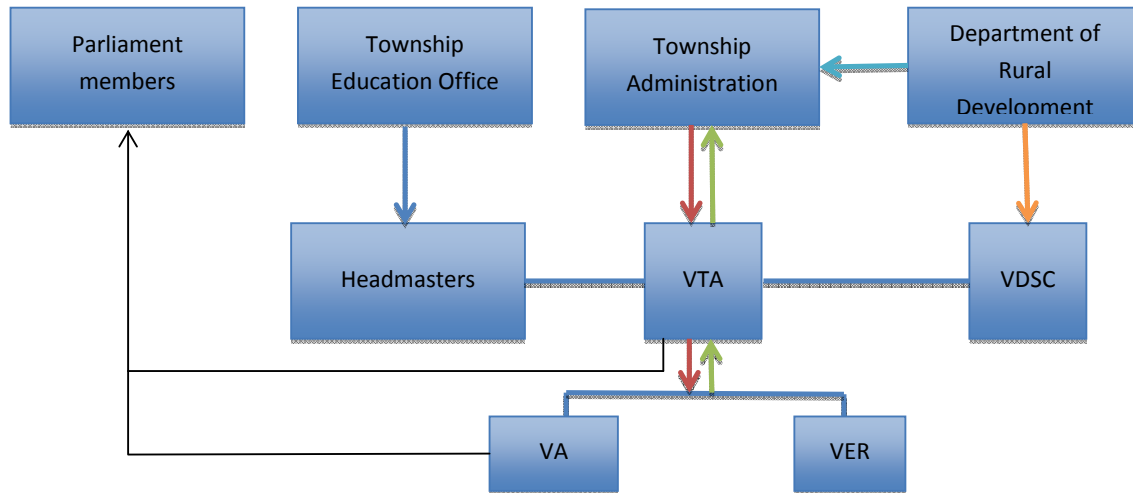 Parliament
members
Township
Education Office
Township
Administration
Department of
Rural
Development
Headmasters
VTA
VDSC
VA
VER